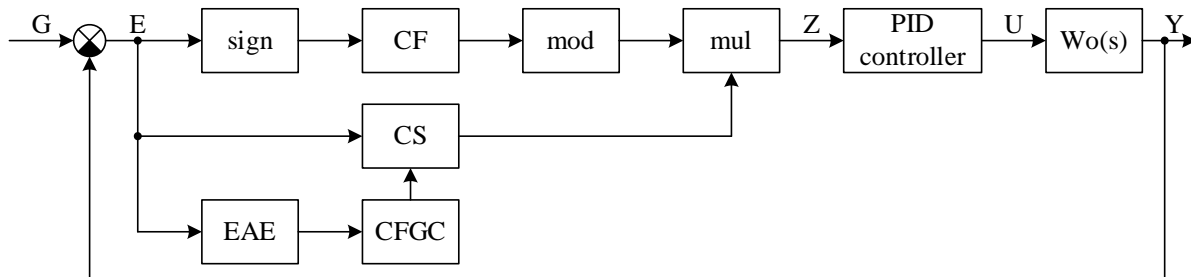 G
E
sign
CF
mod
mul
Z
PID
controller
U
Wo(s)
Y
CS
EAE
CFGC